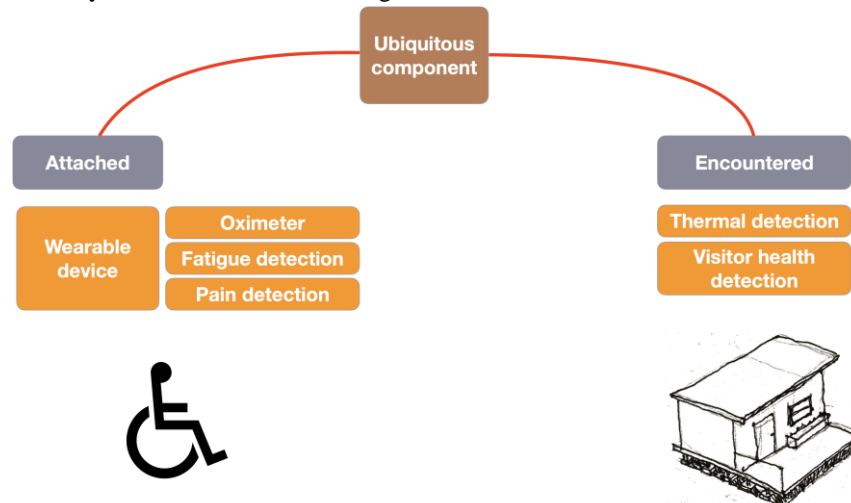 Ubiquitous
component
Attached
Encountered
Wearable
device
Oximeter
Fatigue detection
Pain detection
Thermal detection
Visitor health
detection